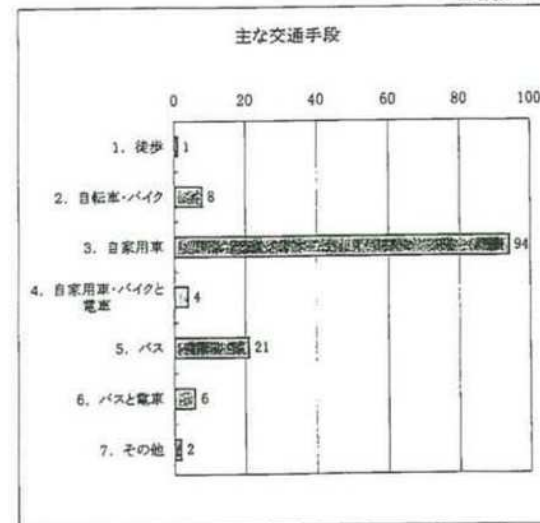 主な交通手段
0 20 40 60 80 100
1. 徒歩 1
2. 自転車・バイク 8
3. 自家用車 94
4. 自家用車・バイクと
電車 4
5. バス 21
6. バスと電車 6
7. その他 2